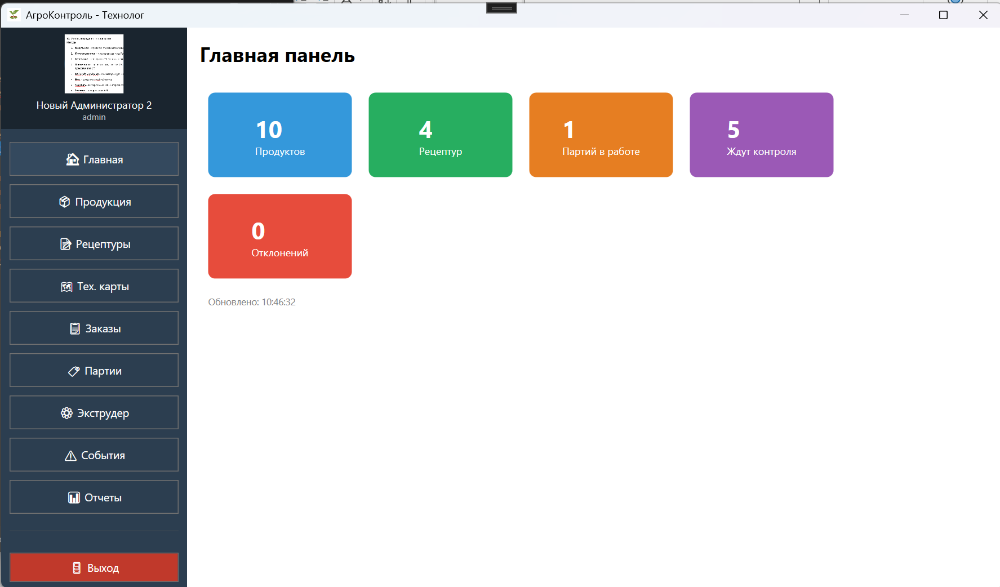 АгроКонтроль - Технолог
Новый Администратор 2
admin
Главная
Продукция
Рецептуры
Тех. карты
Заказы
Партии
Экструдер
События
Отчеты
Выход
Главная панель
10
Продуктов
4
Рецептур
1
Партий в работе
5
Ждут контроля
0
Отклонений
Обновлено: 10:46:32